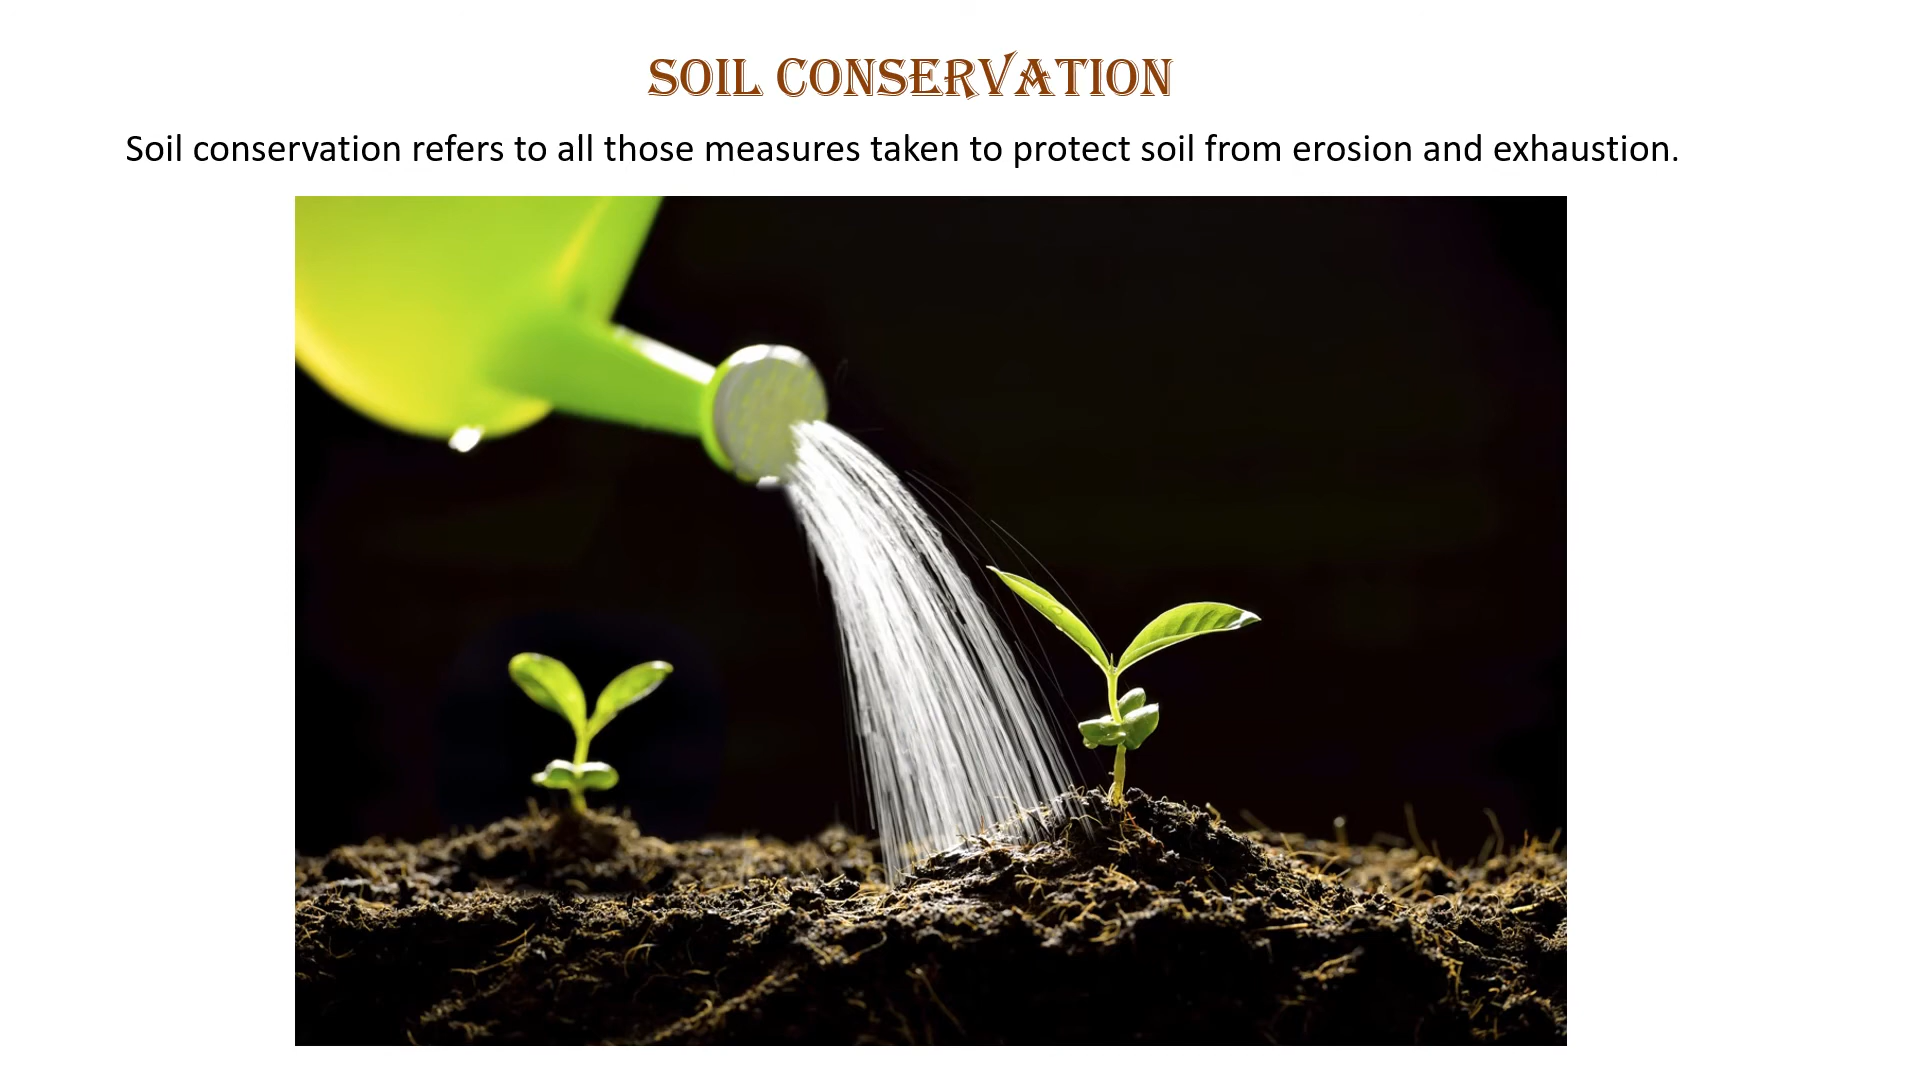 SOIL CONSERVATION
Soil conservation refers to all those measures taken to protect soil from erosion and exhaustion.